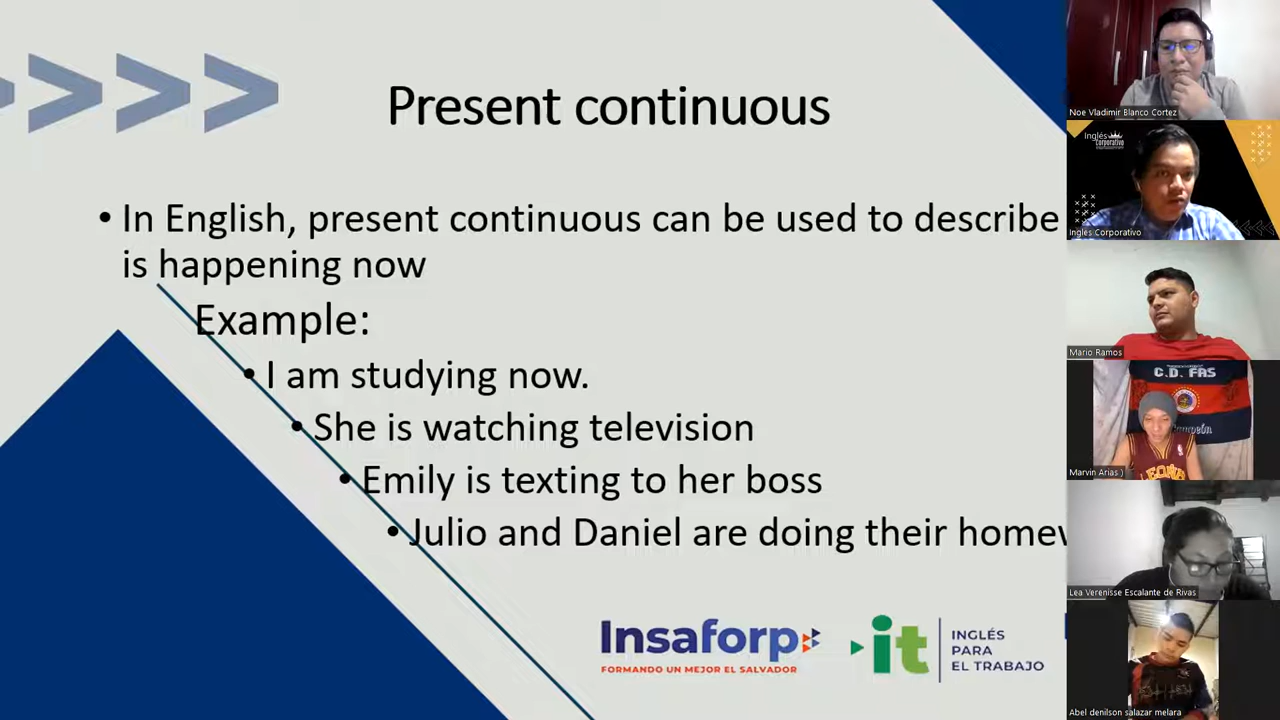 Present continuous
• In English, present continuous can be used to describe
is happening now
Example:
• I am studying now.
• She is watching television
• Emily is texting to her boss
• Julio and Daniel are doing their
Insaforp
FORMANDO UN MEJOR EL SALVADOR
it
INGLÉS
PARA
EL TRABAJO
Noe Vladimir Blanco Cortez
Inglés
Corporativo
Inglés Corporativo
Mario Ramos
C.D. FAS
Marvin Arias )
Lea Verenisse Escalante de Rivas
Abel denilson salazar melara